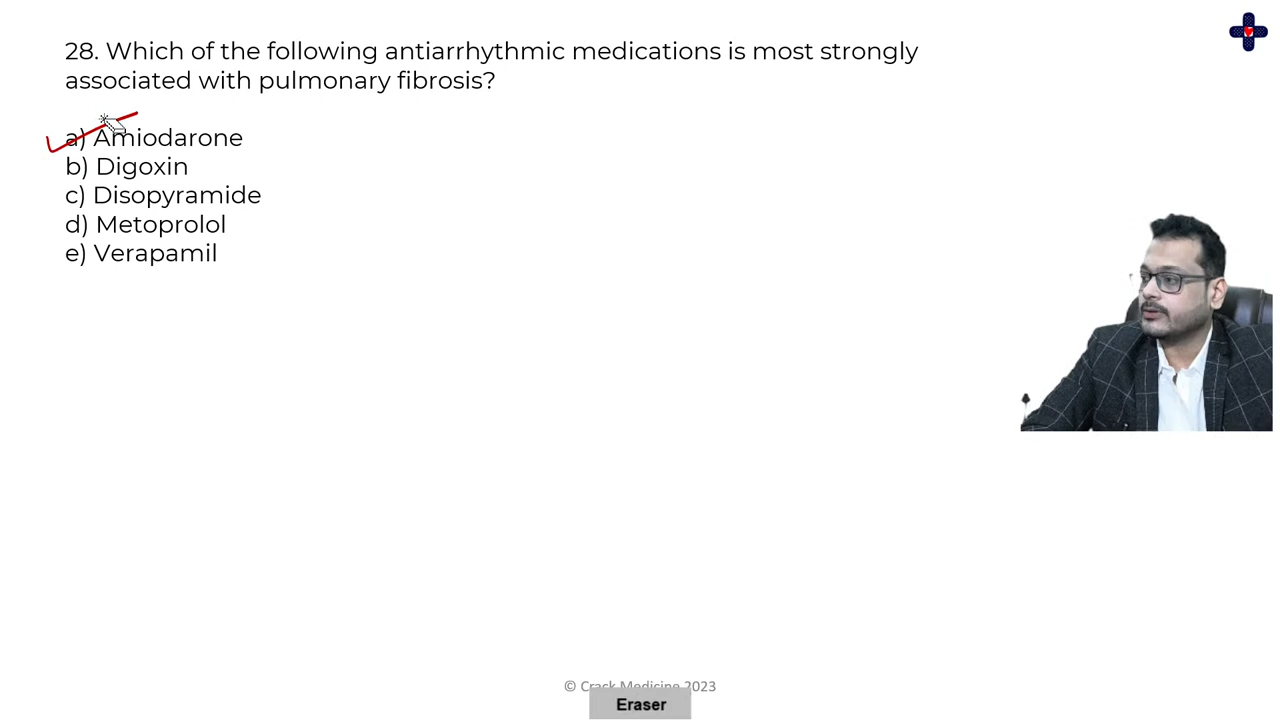 28. Which of the following antiarrhythmic medications is most strongly
associated with pulmonary fibrosis?
a) Amiodarone
b) Digoxin
c) Disopyramide
d) Metoprolol
e) Verapamil
© Crack Medicine 2023
Eraser